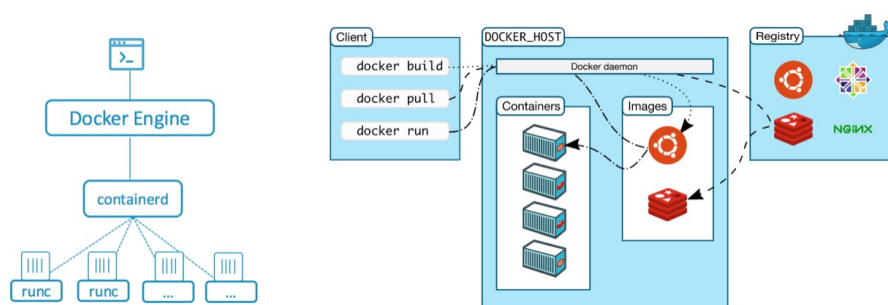 Docker Engine
containerd
runc
runc
...
...
Client
docker build
docker pull
docker run
DOCKER_HOST
Docker daemon
Containers
Images
Registry
NGINX